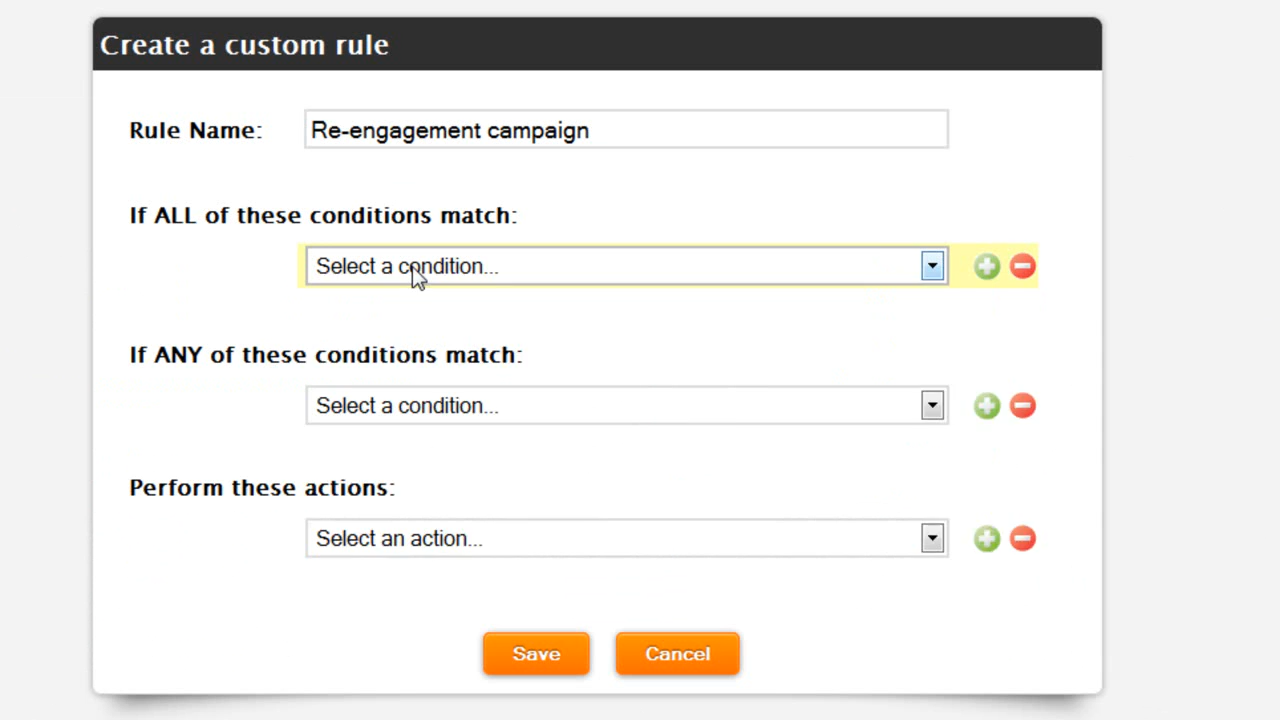 Create a custom rule
Rule Name: Re-engagement campaign
If ALL of these conditions match:
Select a condition...
If ANY of these conditions match:
Select a condition...
Perform these actions:
Select an action...
Save Cancel